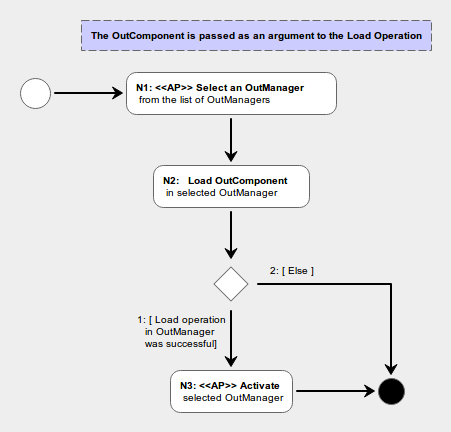 The OutComponent is passed as an argument to the Load Operation
N1: <<AP>> Select an OutManager
from the list of OutManagers
N2: Load OutComponent
in selected OutManager
2: [ Else ]
1: [ Load operation
in OutManager
was successful]
N3: <<AP>> Activate
selected OutManager